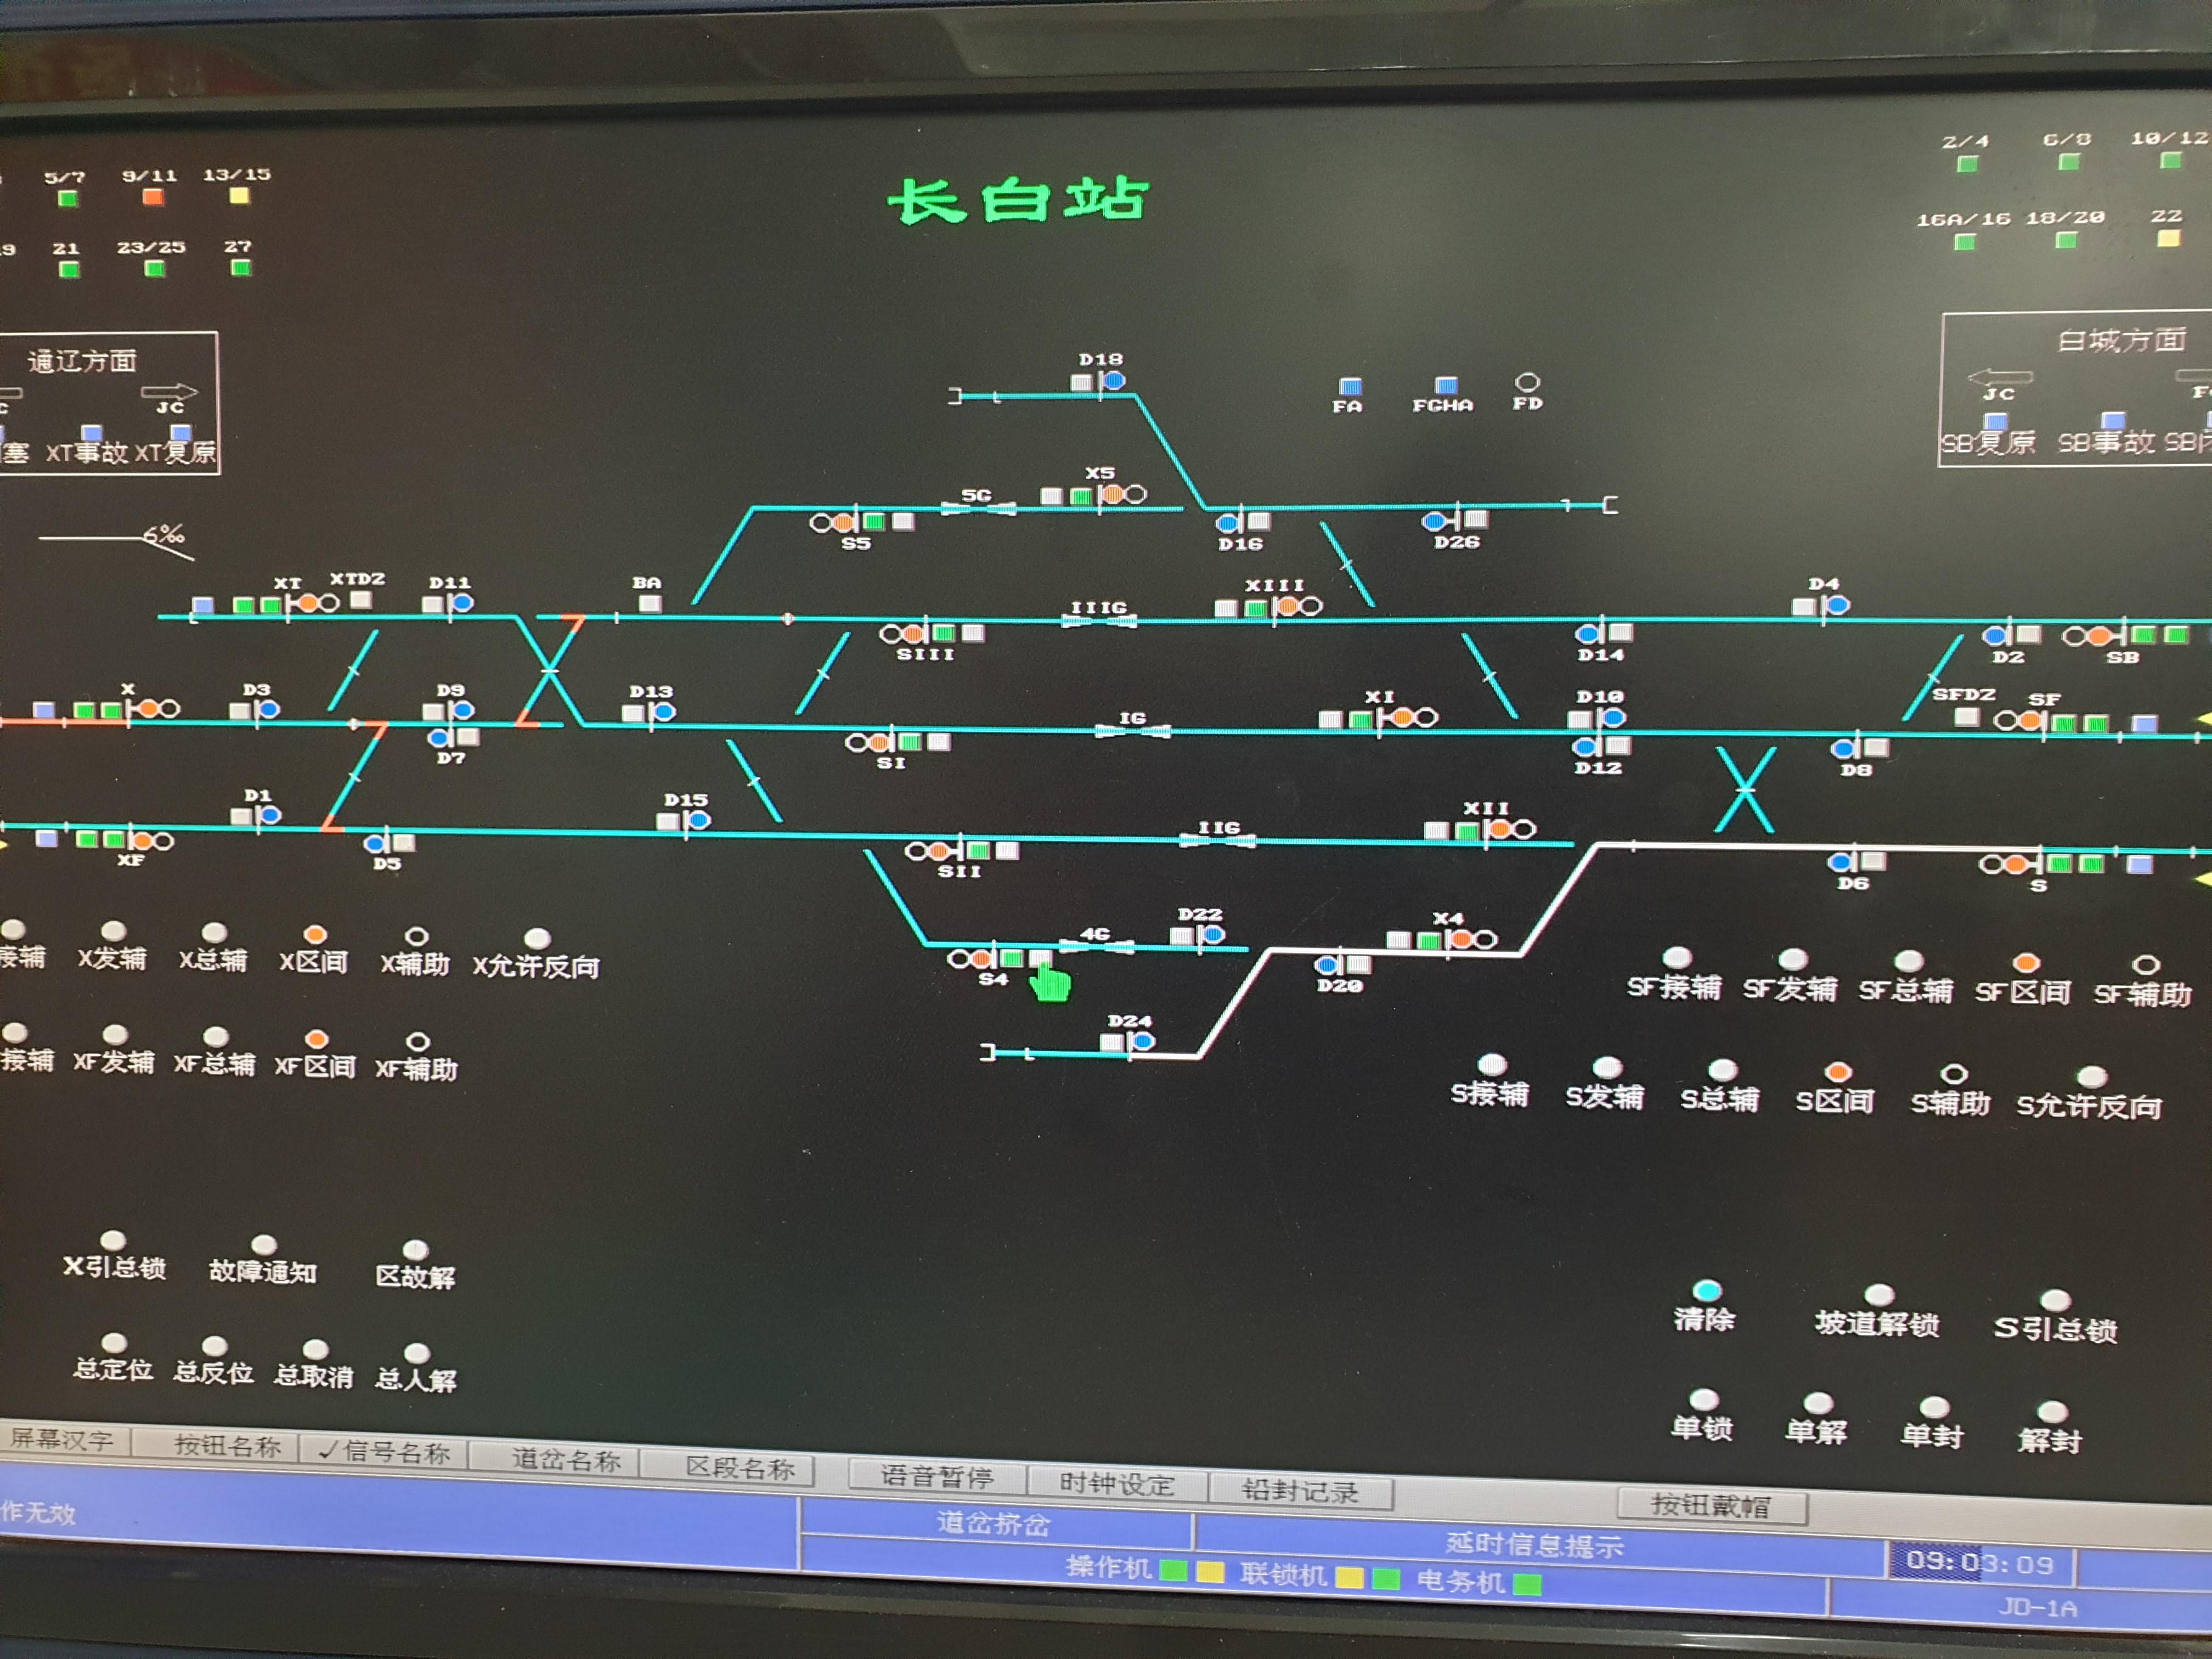 长白站
5/7 9/11 13/15
21 23/25 27
2/4 6/8 10/12
16A/16 18/20 22
通辽方面
JC
塞 XT事故 XT复原
白城方面
JC
SB复原 SB事故
6‰
D18
FA FGHA FD
X5
5G
S5
D16
D26
XT XTD2 D11 BA
IIIG
XIII
D4
SIII
D14
D2 SB
X D3 D9 D13
D7
IG
XI
D10
SFD2 SF
SI
D12
D8
D1
D15
XII
IIG
XF
D5
SII
D6
S
D22
X4
4G
S4
D20
D24
接辅 X发辅 X总辅 X区间 X辅助 X允许反向
接辅 XF发辅 XF总辅 XF区间 XF辅助
SF接辅 SF发辅 SF总辅 SF区间 SF辅助
S接辅 S发辅 S总辅 S区间 S辅助 S允许反向
X引总锁 故障通知 区故解
总定位 总反位 总取消 总人解
清除 坡道解锁 S引总锁
单锁 单解 单封 解封
屏幕汉字 按钮名称 ✓信号名称 道岔名称 区段名称 语音暂停 时钟设定 铅封记录 按钮戴帽
作无效
道岔挤岔
延时信息提示
09:03:09
操作机 联锁机 电务机
JD-1A